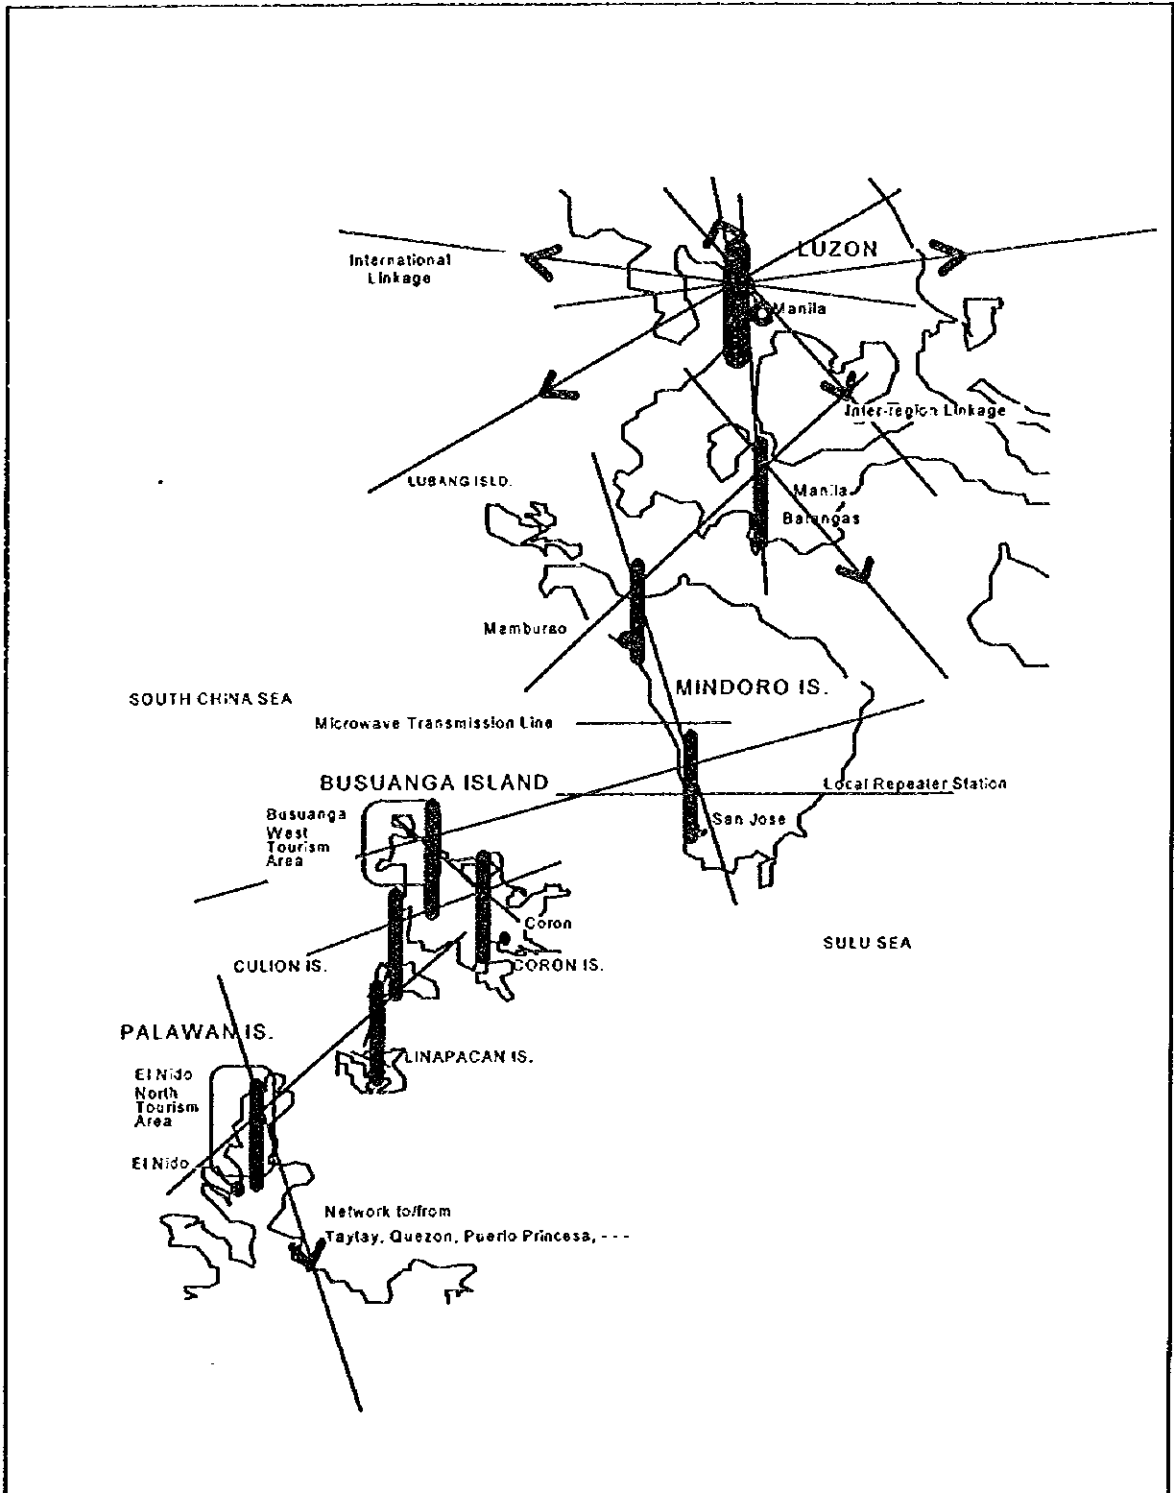 LUZON
International
Linkage
Manila
Inter-region Linkage
LUBANG ISLD.
Manila
Batangas
Mamburao
MINDORO IS.
SOUTH CHINA SEA
Microwave Transmission Line
BUSUANGA ISLAND
Local Repeater Station
Busuanga
West
Tourism
Area
San Jose
Coron
SULU SEA
CULION IS.
CORON IS.
PALAWAN IS.
LINAPACAN IS.
El Nido
North
Tourism
Area
El Nido
Network to/from
Taytay, Quezon, Puerto Princesa, - - -